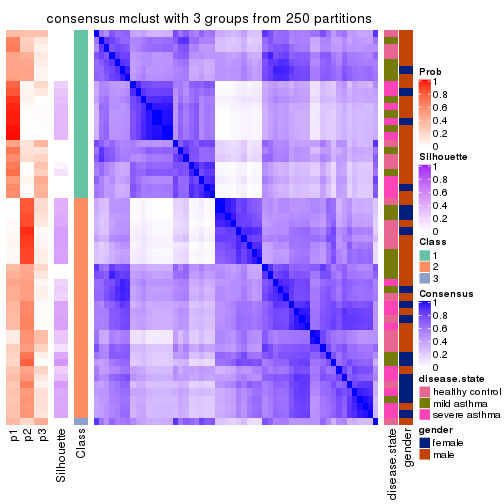 consensus mclust with 3 groups from 250 partitions
Prob
1
0.8
0.6
0.4
0.2
0
Silhouette
1
0.8
0.6
0.4
0.2
0
Class
1
2
3
Consensus
1
0.8
0.6
0.4
0.2
0
disease.state
healthy control
mild asthma
severe asthma
gender
female
male
p1
p2
p3
Silhouette
Class
disease.state
gender